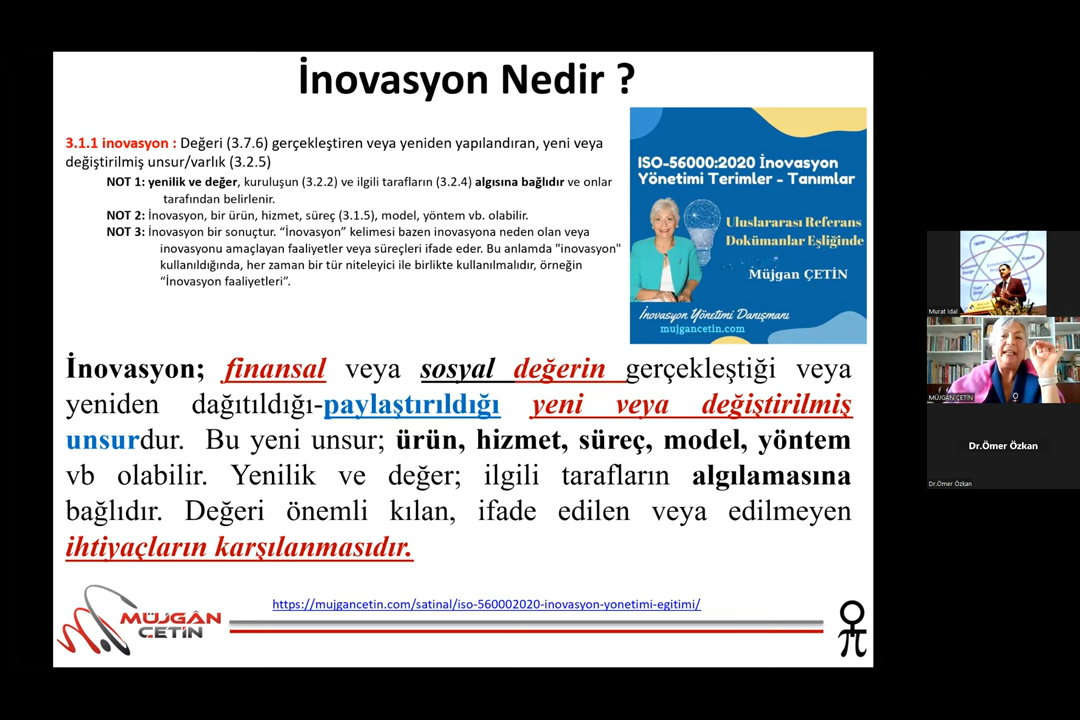 İnovasyon Nedir ?
3.1.1 inovasyon : Değeri (3.7.6) gerçekleştiren veya yeniden yapılandıran, yeni veya
değiştirilmiş unsur/varlık (3.2.5)
NOT 1: yenilik ve değer, kuruluşun (3.2.2) ve ilgili tarafların (3.2.4) algısına bağlıdır ve onlar
tarafından belirlenir.
NOT 2: İnovasyon, bir ürün, hizmet, süreç (3.1.5), model, yöntem vb. olabilir.
NOT 3: İnovasyon bir sonuçtur. “İnovasyon” kelimesi bazen inovasyona neden olan veya
inovasyonu amaçlayan faaliyetler veya süreçleri ifade eder. Bu anlamda "inovasyon"
kullanıldığında, her zaman bir tür niteleyici ile birlikte kullanılmalıdır, örneğin
“İnovasyon faaliyetleri”.
ISO-56000:2020 İnovasyon
Yönetimi Terimler - Tanımlar
Uluslararası Referans
Dokümanlar Eşliğinde
Müjgan ÇETİN
İnovasyon Yönetimi Danışmanı
mujgancetin.com
İnovasyon; finansal veya sosyal değerin gerçekleştiği veya
yeniden dağıtıldığı-paylaştırıldığı yeni veya değiştirilmiş
unsurdur. Bu yeni unsur; ürün, hizmet, süreç, model, yöntem
vb olabilir. Yenilik ve değer; ilgili tarafların algılamasına
bağlıdır. Değeri önemli kılan, ifade edilen veya edilmeyen
ihtiyaçların karşılanmasıdır.
https://mujgancetin.com/satinal/iso-560002020-inovasyon-yonetimi-egitimi/
MÜJGÂN
ÇETİN
Murat Idal
MÜJGÂN ÇETİN
Dr.Ömer Özkan
Dr.Ömer Özkan